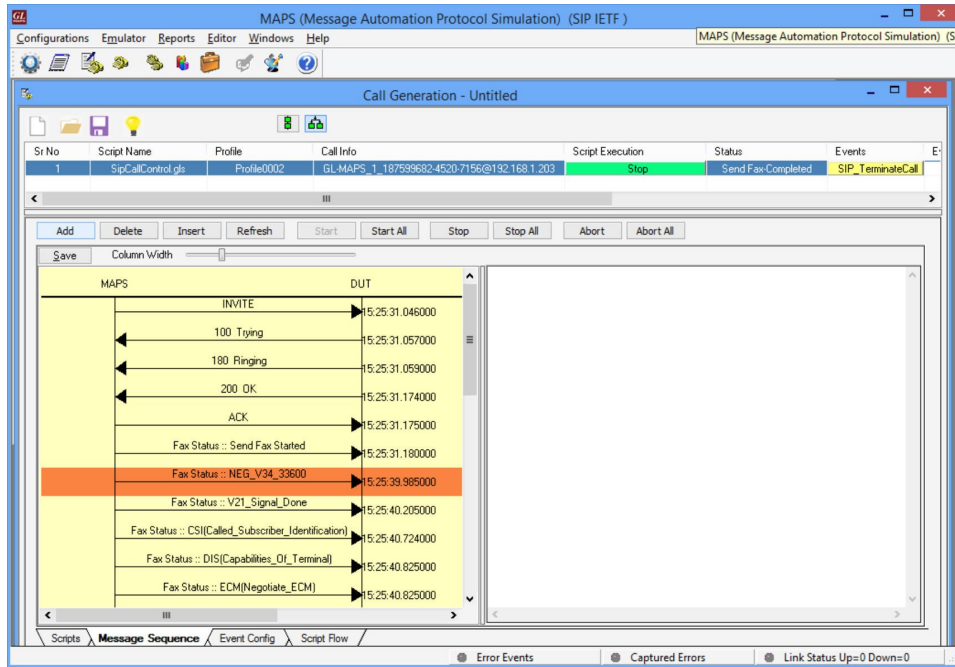 GL
MAPS (Message Automation Protocol Simulation) (SIP IETF )
Configurations Emulator Reports Editor Windows Help
MAPS (Message Automation Protocol Simulation) (S
Call Generation - Untitled
Sr No Script Name Profile Call Info Script Execution Status Events E
1 SipCallControl.gls Profile0002 GL-MAPS_1_187599682-4520-7156@192.168.1.203 Stop Send Fax-Completed SIP_TerminateCall
Add Delete Insert Refresh Start Start All Stop Stop All Abort Abort All
Save Column Width
MAPS DUT
INVITE
15:25:31.046000
100 Trying
15:25:31.057000
180 Ringing
15:25:31.059000
200 OK
15:25:31.174000
ACK
15:25:31.175000
Fax Status :: Send Fax Started
15:25:31.180000
Fax Status :: NEG_V34_33600
15:25:39.985000
Fax Status :: V21_Signal_Done
15:25:40.205000
Fax Status :: CSI(Called_Subscriber_Identification)
15:25:40.724000
Fax Status :: DIS(Capabilities_Of_Terminal)
15:25:40.825000
Fax Status :: ECM(Negotiate_ECM)
15:25:40.825000
Scripts Message Sequence Event Config Script Flow
Error Events Captured Errors Link Status Up=0 Down=0